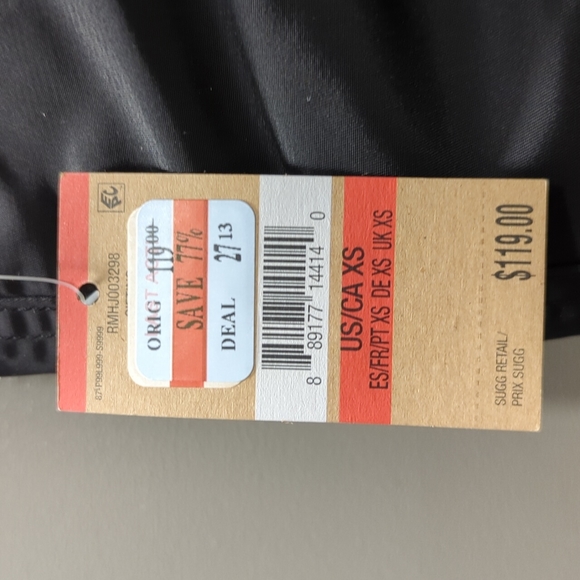 RMHJ003298
ORIG 119.00
SAVE 77%
DEAL 27 13
8 89177 14414 0
US/CA XS
ES/FR/PT XS DE XS UK XS
SUGG RETAIL/
PRIX SUGG
$119.00